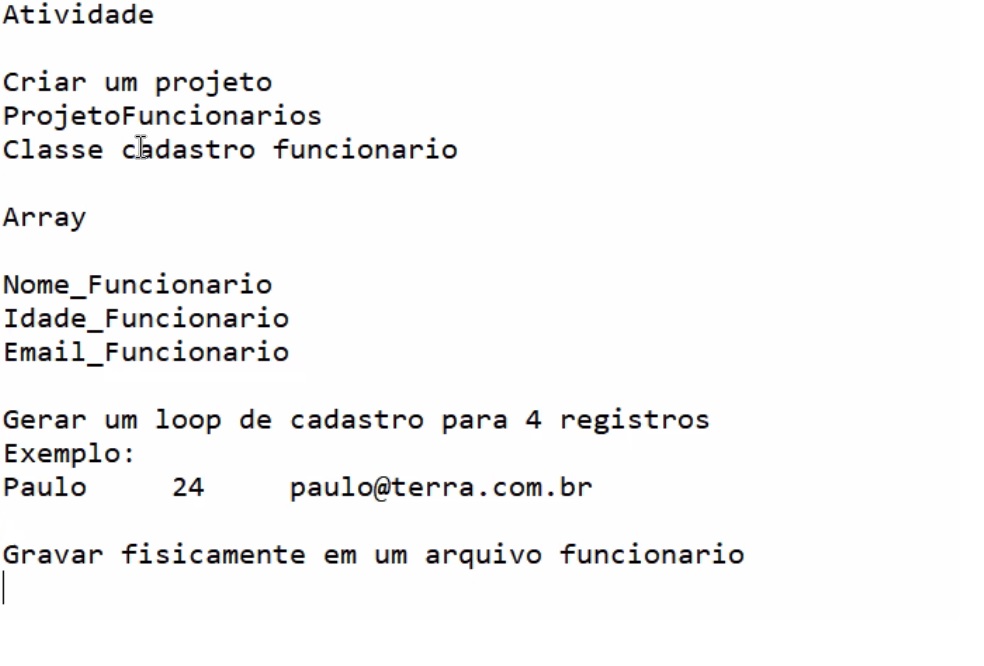 Atividade
Criar um projeto
ProjetoFuncionarios
Classe cadastro funcionario
Array
Nome_Funcionario
Idade_Funcionario
Email_Funcionario
Gerar um loop de cadastro para 4 registros
Exemplo:
Paulo     24     paulo@terra.com.br
Gravar fisicamente em um arquivo funcionario